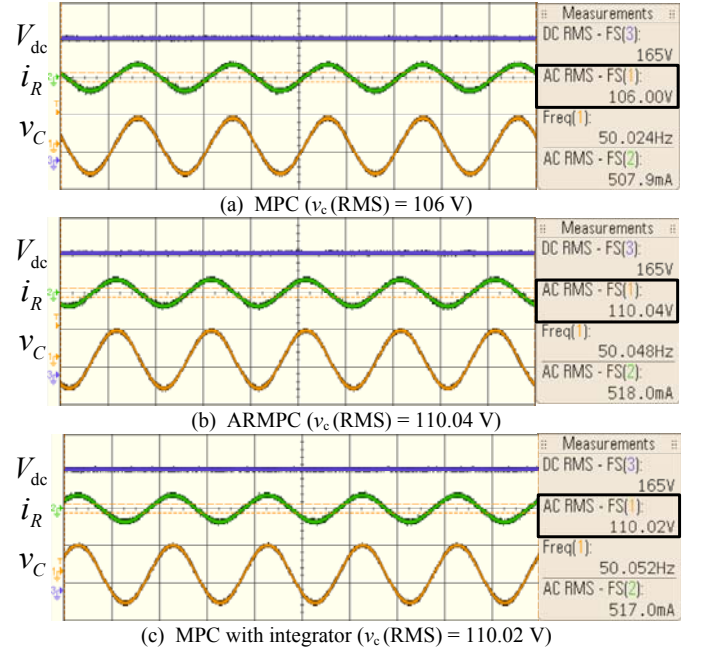 Measurements
V_dc
DC RMS - FS(3):
165V
i_R
AC RMS - FS(1):
106.00V
Freq(1):
50.024Hz
v_C
AC RMS - FS(2):
507.9mA
(a) MPC (v_c (RMS) = 106 V)
Measurements
V_dc
DC RMS - FS(3):
165V
i_R
AC RMS - FS(1):
110.04V
Freq(1):
50.048Hz
v_C
AC RMS - FS(2):
518.0mA
(b) ARMPC (v_c (RMS) = 110.04 V)
Measurements
V_dc
DC RMS - FS(3):
165V
i_R
AC RMS - FS(1):
110.02V
Freq(1):
50.052Hz
v_C
AC RMS - FS(2):
517.0mA
(c) MPC with integrator (v_c (RMS) = 110.02 V)